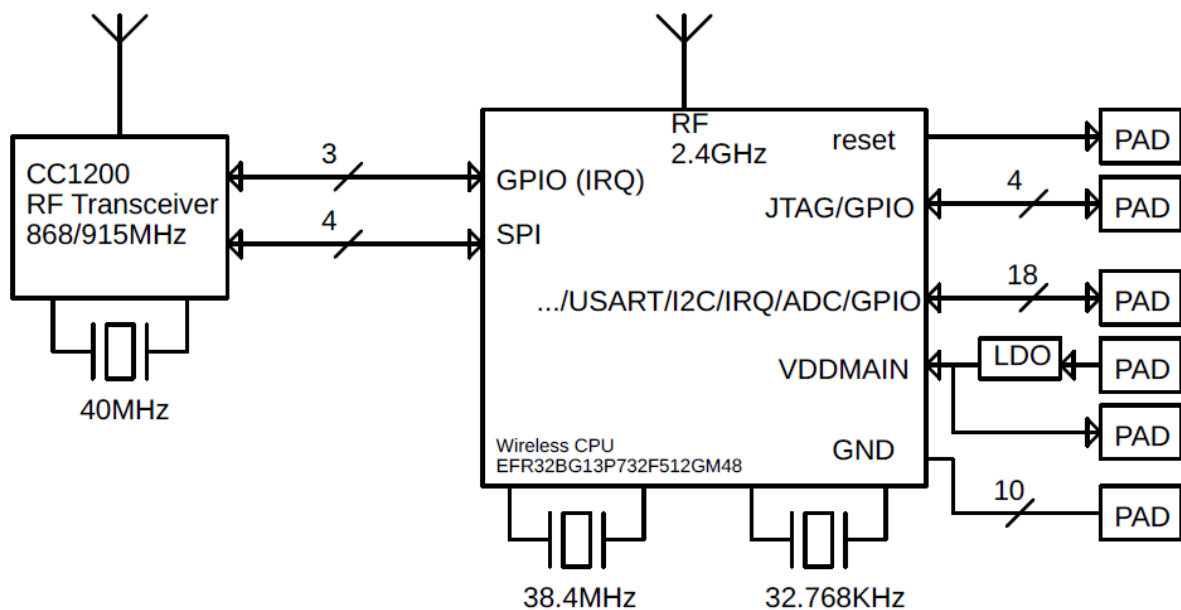 CC1200
RF Transceiver
868/915MHz
40MHz
3
4
RF
2.4GHz
GPIO (IRQ)
SPI
reset
JTAG/GPIO
.../USART/I2C/IRQ/ADC/GPIO
VDDMAIN
GND
Wireless CPU
EFR32BG13P732F512GM48
38.4MHz
32.768KHz
PAD
4
PAD
18
PAD
LDO
PAD
PAD
10
PAD